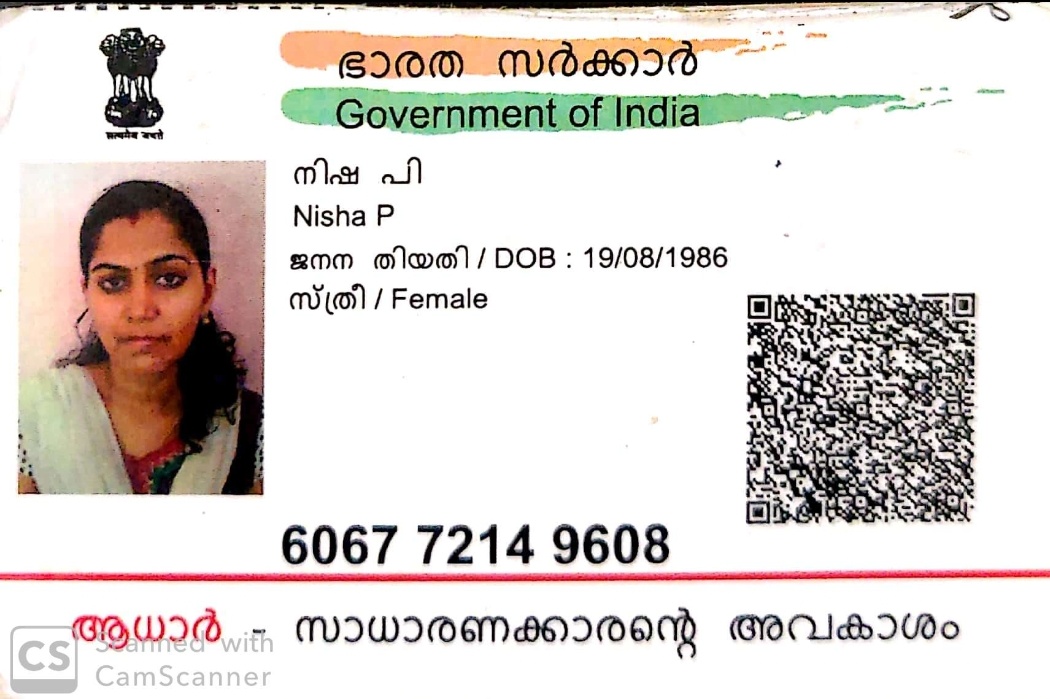 सत्यमेव जयते
ഭാരത സർക്കാർ
Government of India
നിഷ പി
Nisha P
ജനന തിയതി / DOB : 19/08/1986
സ്ത്രീ / Female
6067 7214 9608
ആധാർ - സാധാരണക്കാരന്റെ അവകാശം
CS Scanned with
CamScanner